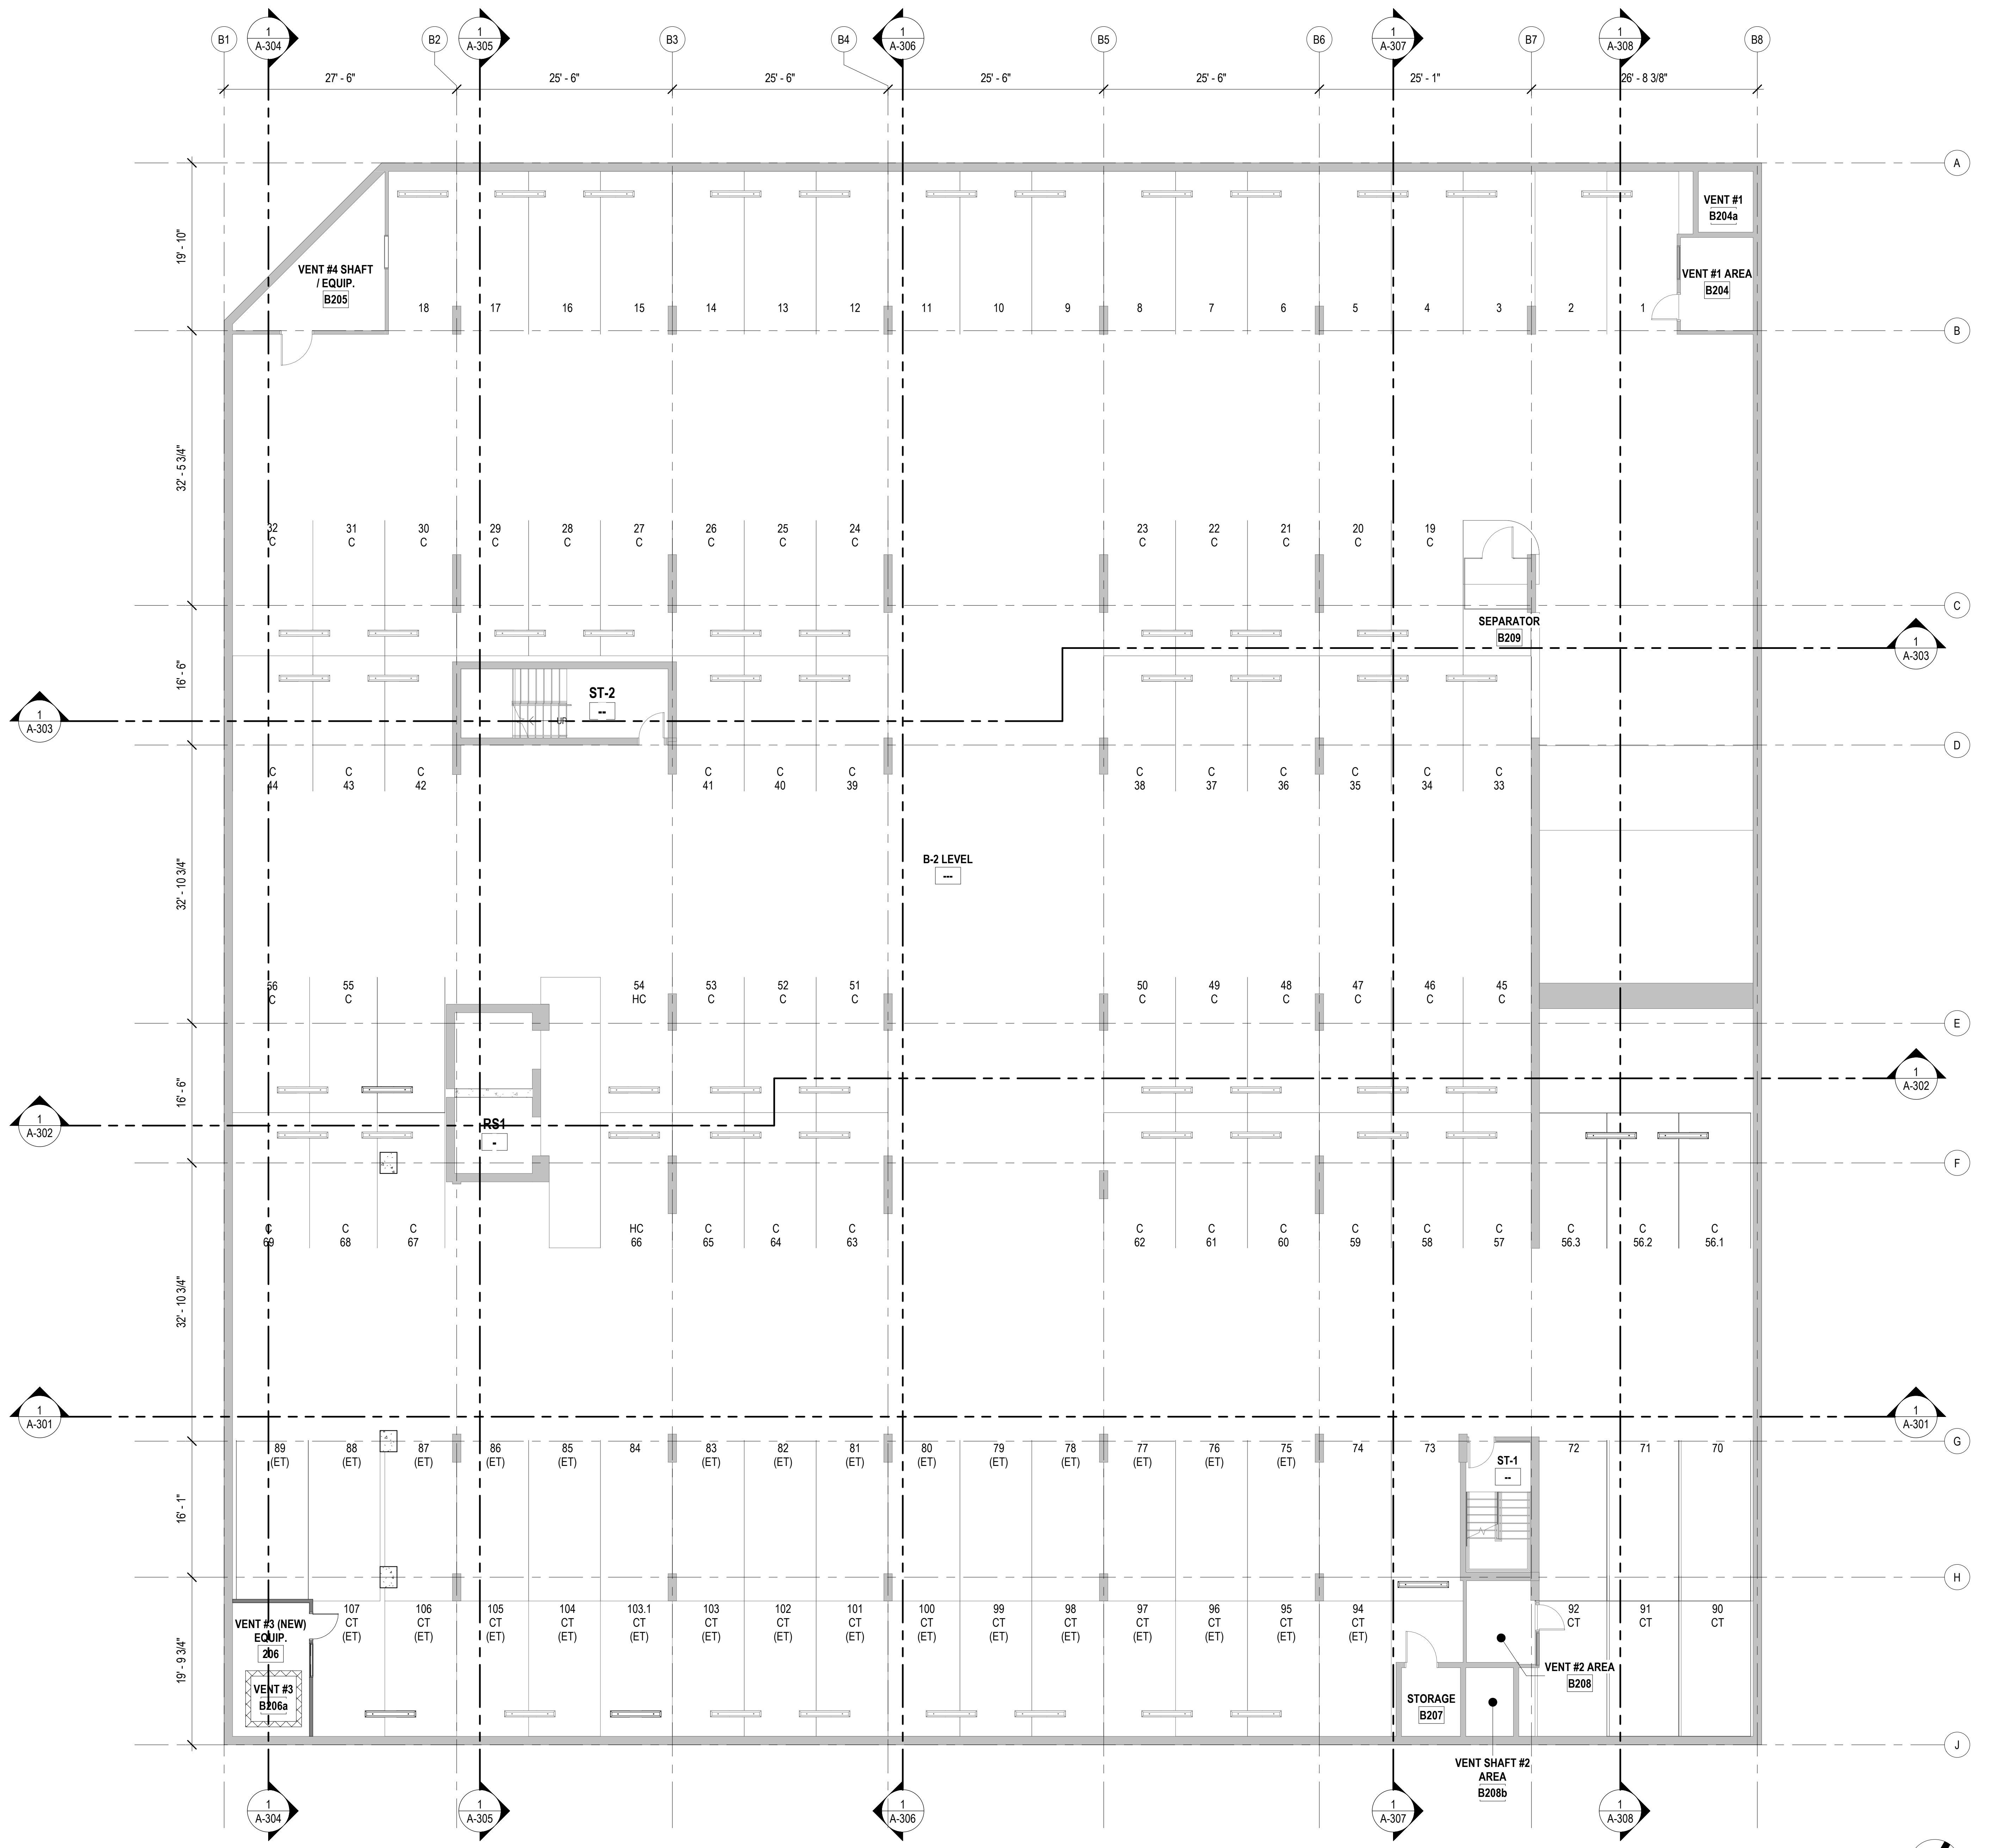 B1
1
A-304
B2
1
A-305
B3
B4
1
A-306
B5
B6
1
A-307
B7
1
A-308
B8
27' - 6"
25' - 6"
25' - 6"
25' - 6"
25' - 6"
25' - 1"
26' - 8 3/8"
A
19' - 10"
VENT #1
B204a
VENT #4 SHAFT
/ EQUIP.
B205
VENT #1 AREA
B204
18 17 16 15 14 13 12 11 10 9 8 7 6 5 4 3 2 1
B
32' - 5 3/4"
32 31 30 29 28 27 26 25 24 23 22 21 20 19
C C C C C C C C C C C C C C
C
SEPARATOR
B209
1
A-303
16' - 6"
ST-2
--
UP
1
A-303
D
C C C C C C C C C C C C
44 43 42 41 40 39 38 37 36 35 34 33
B-2 LEVEL
---
32' - 10 3/4"
56 55 54 53 52 51 50 49 48 47 46 45
C C HC C C C C C C C C C
E
16' - 6"
1
A-302
RS1
-
1
A-302
F
C C C HC C C C C C C C C C C C C
69 68 67 66 65 64 63 62 61 60 59 58 57 56.3 56.2 56.1
32' - 10 3/4"
1
A-301
1
A-301
G
89 88 87 86 85 84 83 82 81 80 79 78 77 76 75 74 73 72 71 70
(ET) (ET) (ET) (ET) (ET) (ET) (ET) (ET) (ET) (ET) (ET) (ET) (ET) (ET)
ST-1
--
16' - 1"
H
107 106 105 104 103.1 103 102 101 100 99 98 97 96 95 94 92 91 90
CT CT CT CT CT CT CT CT CT CT CT CT CT CT CT CT CT CT
(ET) (ET) (ET) (ET) (ET) (ET) (ET) (ET) (ET) (ET) (ET) (ET) (ET) (ET) (ET)
19' - 9 3/4"
VENT #3 (NEW)
EQUIP.
206
VENT #3
B206a
VENT #2 AREA
B208
STORAGE
B207
J
VENT SHAFT #2
AREA
B208b
1
A-304
1
A-305
1
A-306
1
A-307
1
A-308